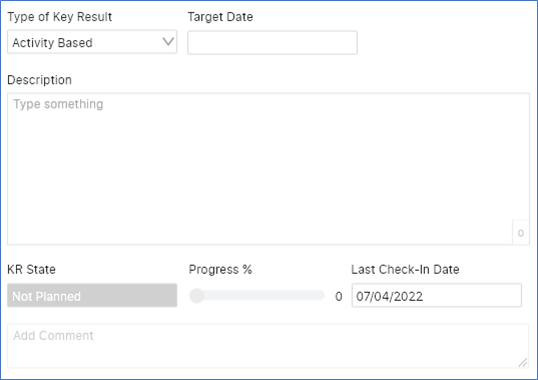 Type of Key Result Target Date
Activity Based
Description
Type something
0
KR State Progress % Last Check-In Date
Not Planned 0 07/04/2022
Add Comment